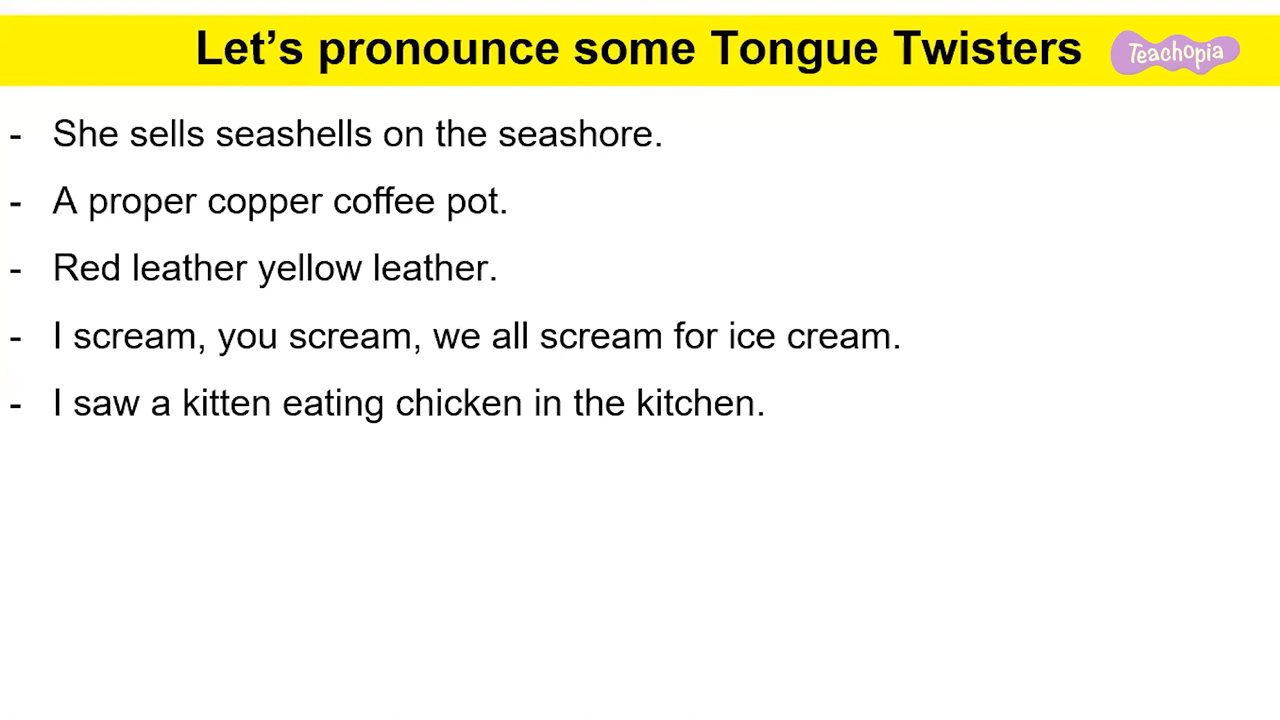 Let's pronounce some Tongue Twisters
Teachopia
- She sells seashells on the seashore.
- A proper copper coffee pot.
- Red leather yellow leather.
- I scream, you scream, we all scream for ice cream.
- I saw a kitten eating chicken in the kitchen.